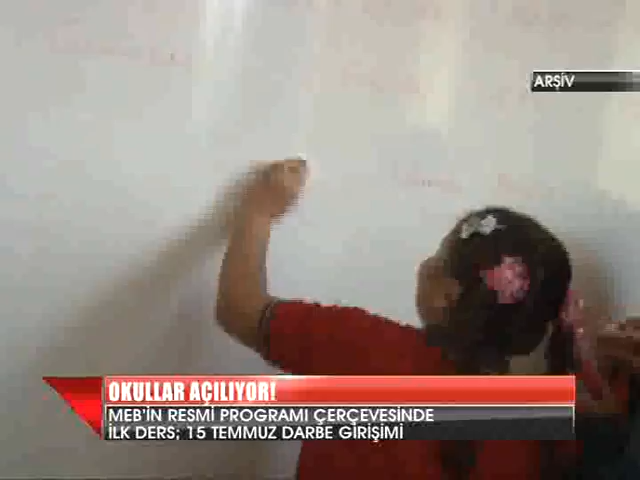 ARŞİV
OKULLAR AÇILIYOR!
MEB'İN RESMİ PROGRAMI ÇERÇEVESİNDE
İLK DERS; 15 TEMMUZ DARBE GİRİŞİMİ